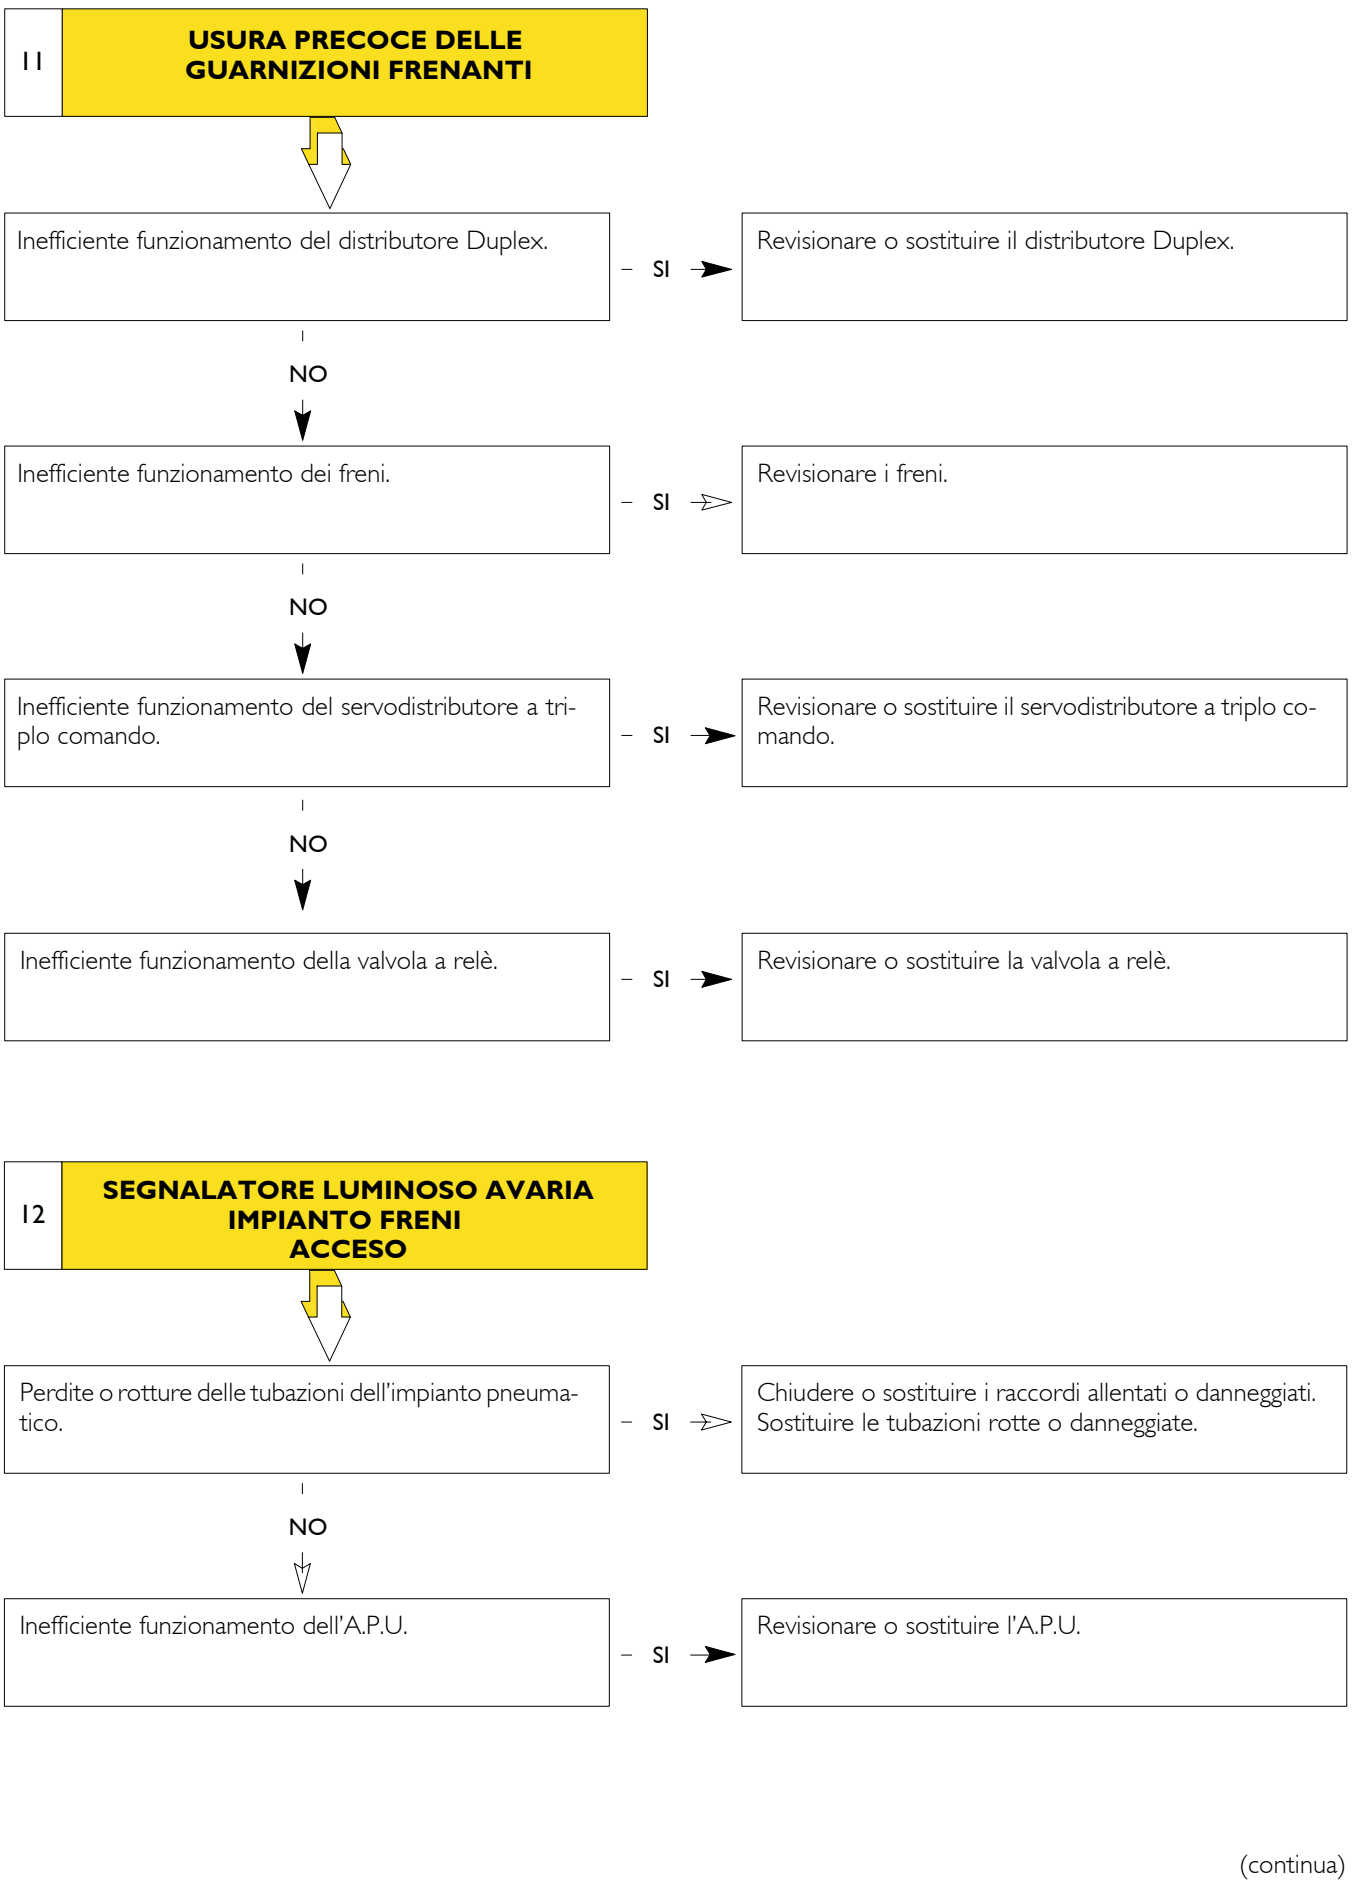 11
USURA PRECOCE DELLE
GUARNIZIONI FRENANTI
Inefficiente funzionamento del distributore Duplex.
SI
Revisionare o sostituire il distributore Duplex.
NO
Inefficiente funzionamento dei freni.
SI
Revisionare i freni.
NO
Inefficiente funzionamento del servodistributore a tri-
plo comando.
SI
Revisionare o sostituire il servodistributore a triplo co-
mando.
NO
Inefficiente funzionamento della valvola a relè.
SI
Revisionare o sostituire la valvola a relè.
12
SEGNALATORE LUMINOSO AVARIA
IMPIANTO FRENI
ACCESO
Perdite o rotture delle tubazioni dell'impianto pneuma-
tico.
SI
Chiudere o sostituire i raccordi allentati o danneggiati.
Sostituire le tubazioni rotte o danneggiate.
NO
Inefficiente funzionamento dell'A.P.U.
SI
Revisionare o sostituire l'A.P.U.
(continua)